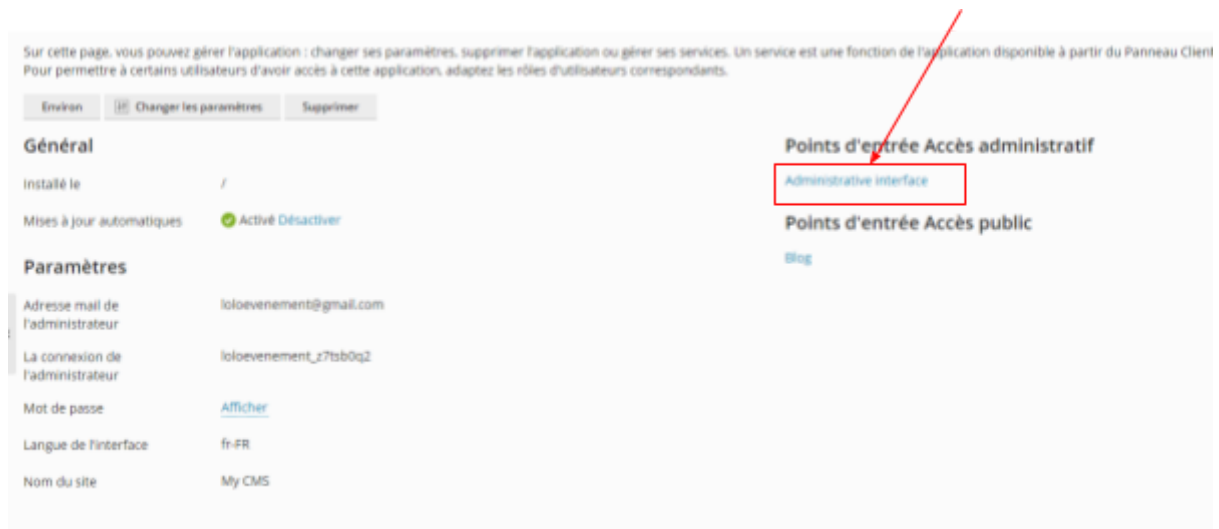 Sur cette page, vous pouvez gérer l'application : changer ses paramètres, supprimer l'application ou gérer ses services. Un service est une fonction de l'application disponible à partir du Panneau Client
Pour permettre à certains utilisateurs d'avoir accès à cette application, adaptez les rôles d'utilisateurs correspondants.
Environ Changer les paramètres Supprimer
Général
Installé le /
Mises à jour automatiques Activé Désactiver
Paramètres
Adresse mail de l'administrateur loloevenement@gmail.com
La connexion de l'administrateur loloevenement_z7tsb0q2
Mot de passe Afficher
Langue de l'interface fr-FR
Nom du site My CMS
Points d'entrée Accès administratif
Administrative interface
Points d'entrée Accès public
Blog